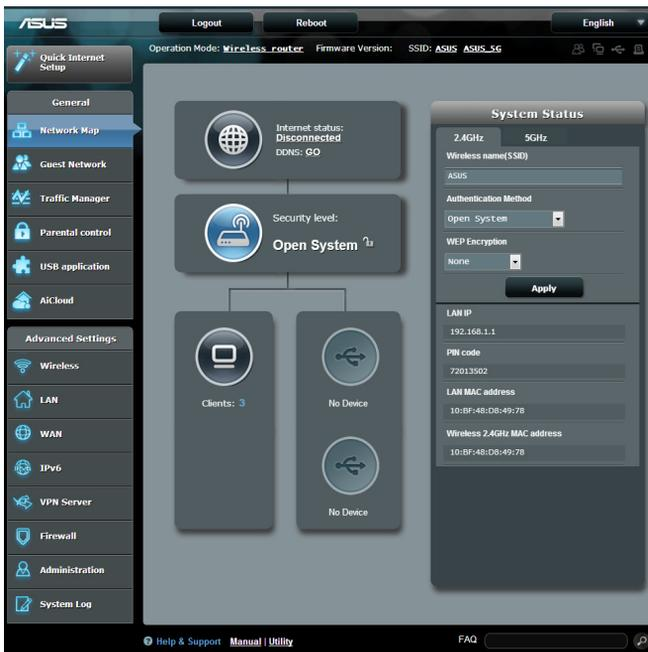 ASUS
Logout
Reboot
English
Quick Internet
Setup
Operation Mode: Wireless router Firmware Version: SSID: ASUS ASUS_5G
General
Network Map
Guest Network
Traffic Manager
Parental control
USB application
AiCloud
Advanced Settings
Wireless
LAN
WAN
IPv6
VPN Server
Firewall
Administration
System Log
Internet status:
Disconnected
DDNS: GO
Security level:
Open System
Clients: 3
No Device
No Device
System Status
2.4GHz
5GHz
Wireless name(SSID)
ASUS
Authentication Method
Open System
WEP Encryption
None
Apply
LAN IP
192.168.1.1
PIN code
72013502
LAN MAC address
10:BF:48:D8:49:78
Wireless 2.4GHz MAC address
10:BF:48:D8:49:78
Help & Support Manual | Utility
FAQ